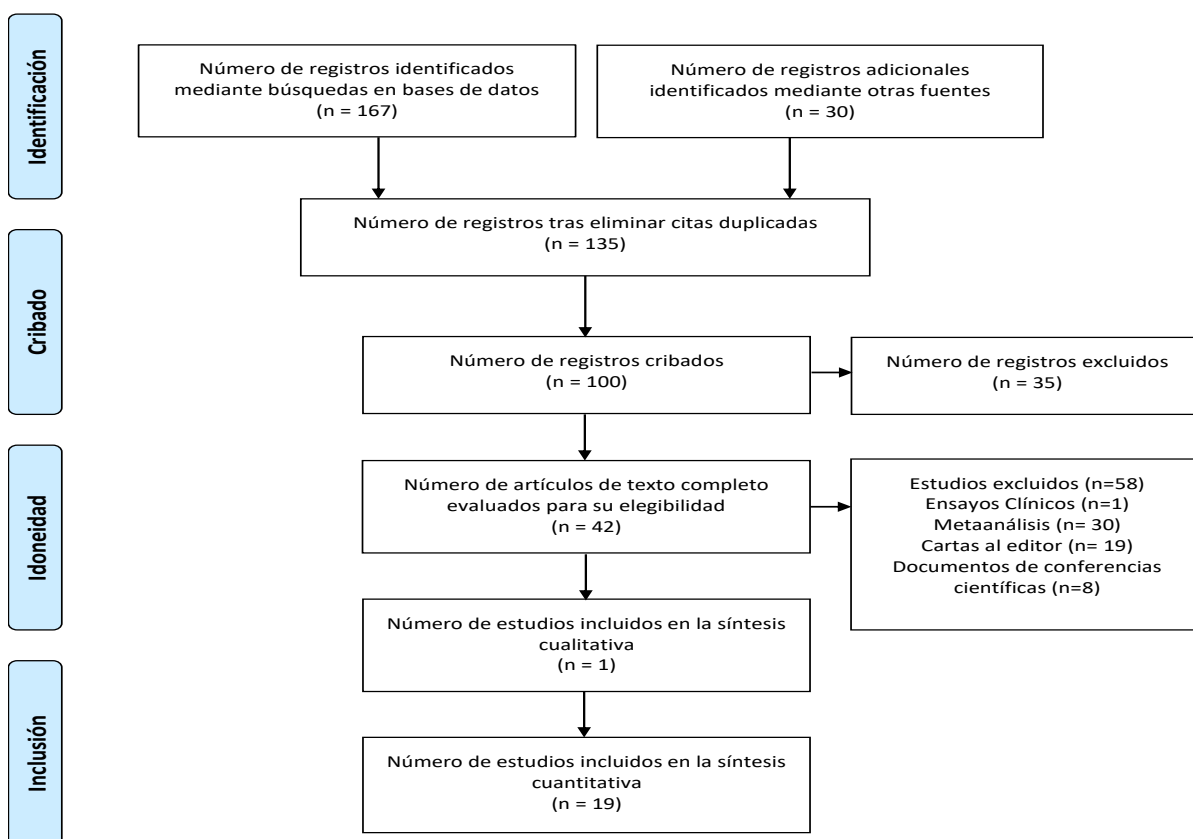 Identificación
Número de registros identificados
mediante búsquedas en bases de datos
(n = 167)
Número de registros adicionales
identificados mediante otras fuentes
(n = 30)
Número de registros tras eliminar citas duplicadas
(n = 135)
Cribado
Número de registros cribados
(n = 100)
Número de registros excluidos
(n = 35)
Idoneidad
Número de artículos de texto completo
evaluados para su elegibilidad
(n = 42)
Estudios excluidos (n=58)
Ensayos Clínicos (n=1)
Metaanálisis (n= 30)
Cartas al editor (n= 19)
Documentos de conferencias
científicas (n=8)
Número de estudios incluidos en la síntesis
cualitativa
(n = 1)
Inclusión
Número de estudios incluidos en la síntesis
cuantitativa
(n = 19)